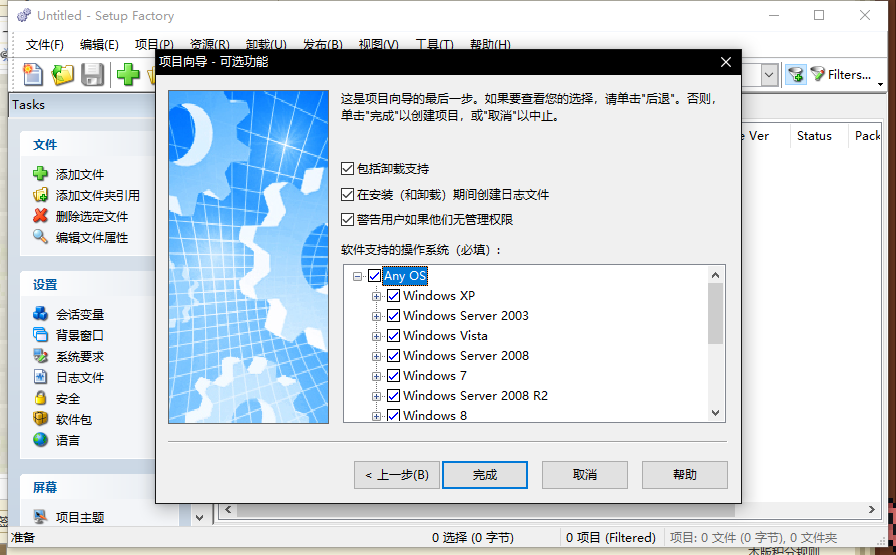 Untitled - Setup Factory
文件(F) 编辑(E) 项目(P) 资源(R) 卸载(U) 发布(B) 视图(V) 工具(T) 帮助(H)
项目向导 - 可选功能
Filters...
Tasks
e Ver Status Pack
文件
添加文件
添加文件夹引用
删除选定文件
编辑文件属性
设置
会话变量
背景窗口
系统要求
日志文件
安全
软件包
语言
屏幕
项目主题
这是项目向导的最后一步。如果要查看您的选择，请单击"后退"。否则，
单击"完成"以创建项目，或"取消"以中止。
包括卸载支持
在安装（和卸载）期间创建日志文件
警告用户如果他们无管理权限
软件支持的操作系统（必填）:
Any OS
Windows XP
Windows Server 2003
Windows Vista
Windows Server 2008
Windows 7
Windows Server 2008 R2
Windows 8
< 上一步(B) 完成 取消 帮助
准备 0 选择 (0 字节) 0 项目 (Filtered) 项目: 0 文件 (0 字节), 0 文件夹
本版积分规则